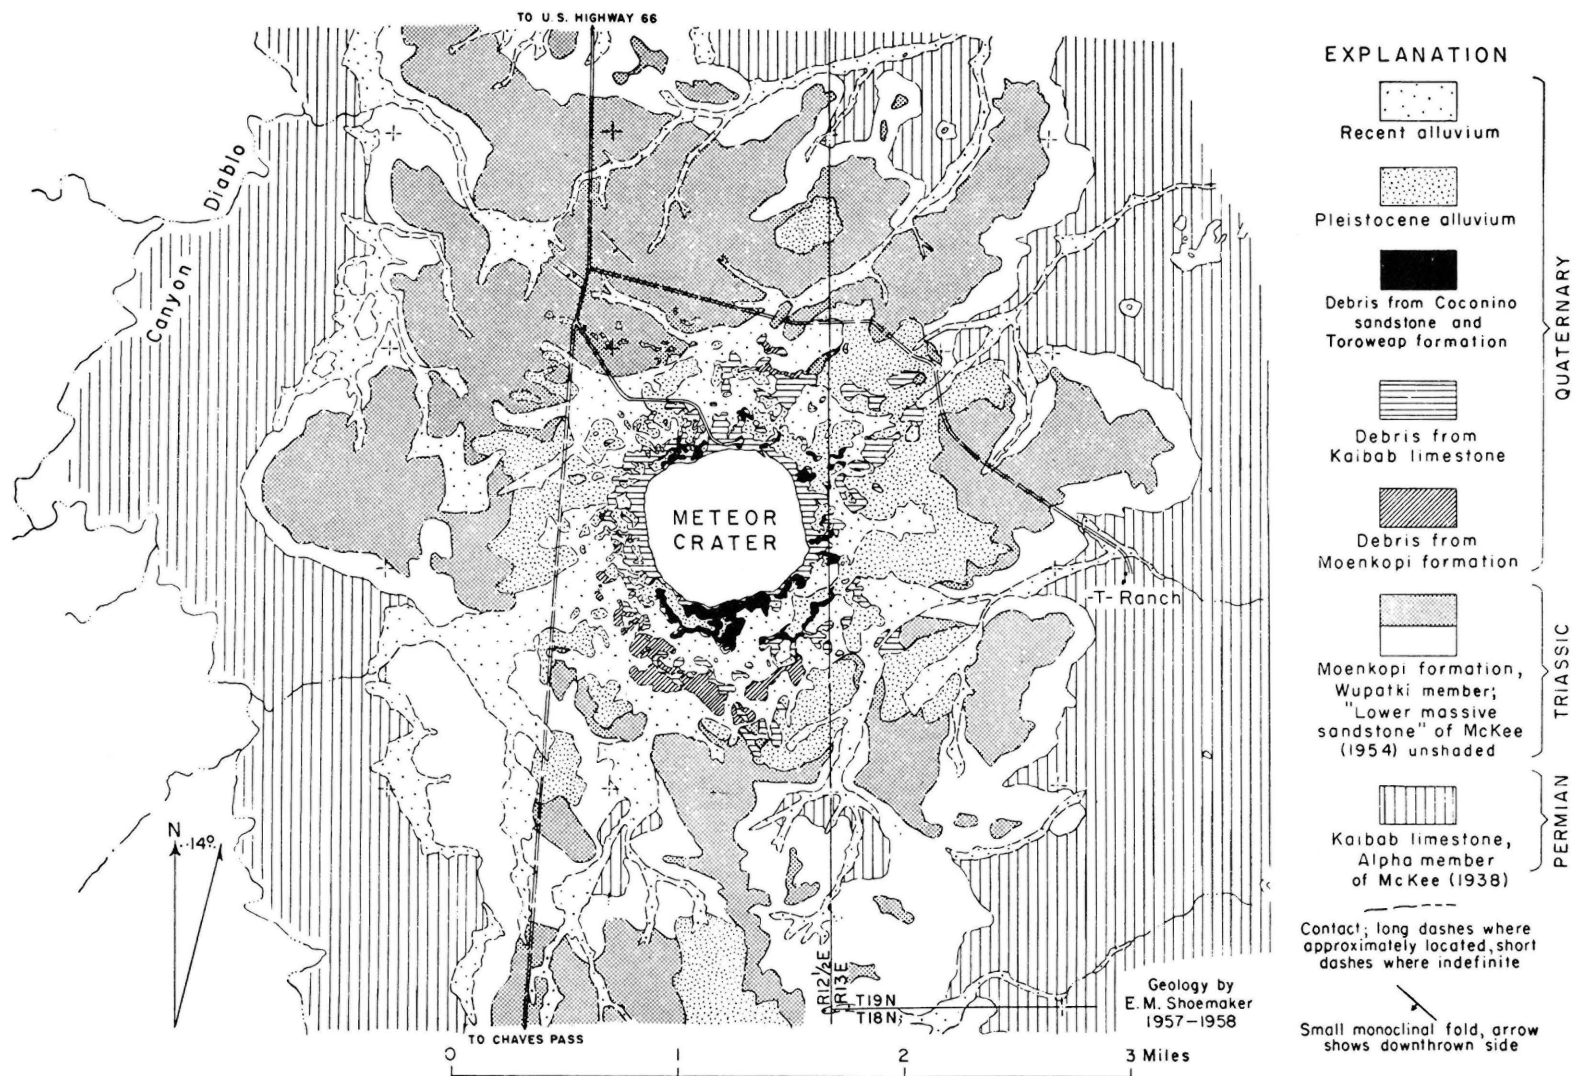 TO U.S. HIGHWAY 66
Canyon Diablo
METEOR
CRATER
-T- Ranch
N
14°
R12½E
R13E
T19N
T18N
Geology by
E.M. Shoemaker
1957-1958
TO CHAVES PASS
0 1 2 3 Miles
EXPLANATION
Recent alluvium
Pleistocene alluvium
Debris from Coconino
sandstone and
Toroweap formation
Debris from
Kaibab limestone
Debris from
Moenkopi formation
QUATERNARY
Moenkopi formation,
Wupatki member;
"Lower massive
sandstone" of McKee
(1954) unshaded
TRIASSIC
Kaibab limestone,
Alpha member
of McKee (1938)
PERMIAN
Contact; long dashes where
approximately located, short
dashes where indefinite
Small monoclinal fold, arrow
shows downthrown side